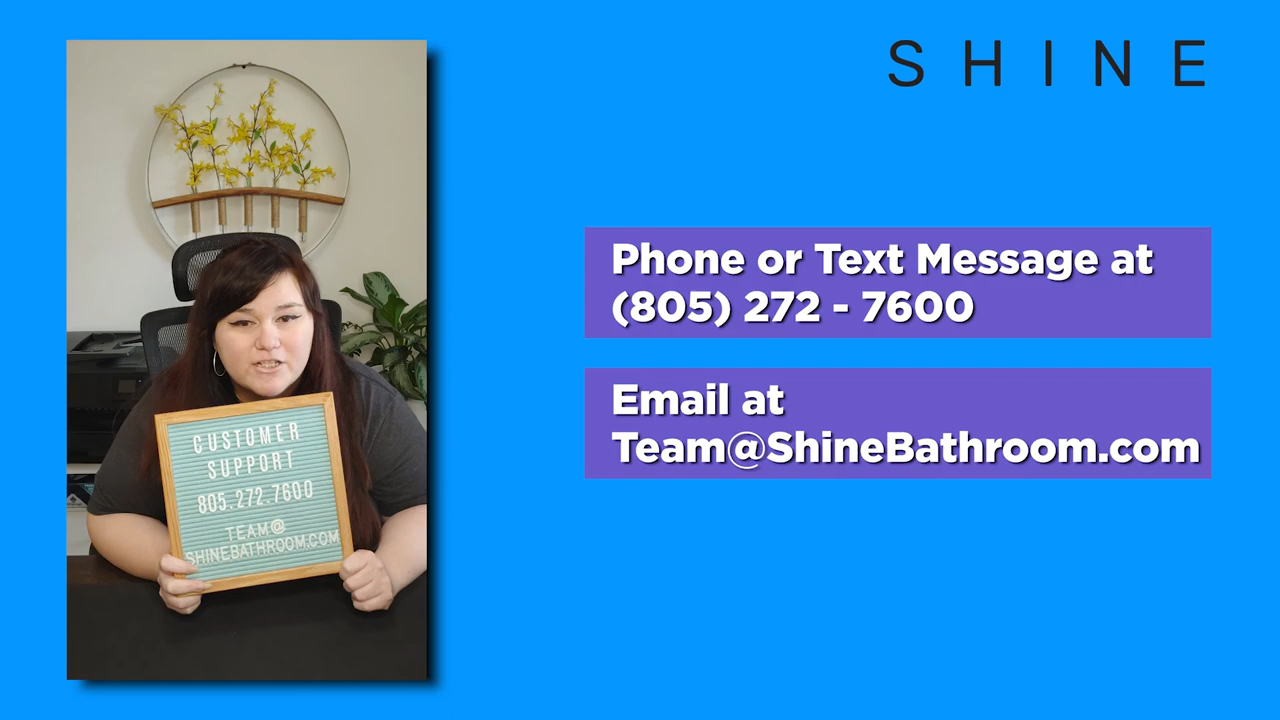 SHINE
Phone or Text Message at
(805) 272 - 7600
Email at
Team@ShineBathroom.com
CUSTOMER
SUPPORT
805.272.7600
TEAM@
SHINEBATHROOM.COM